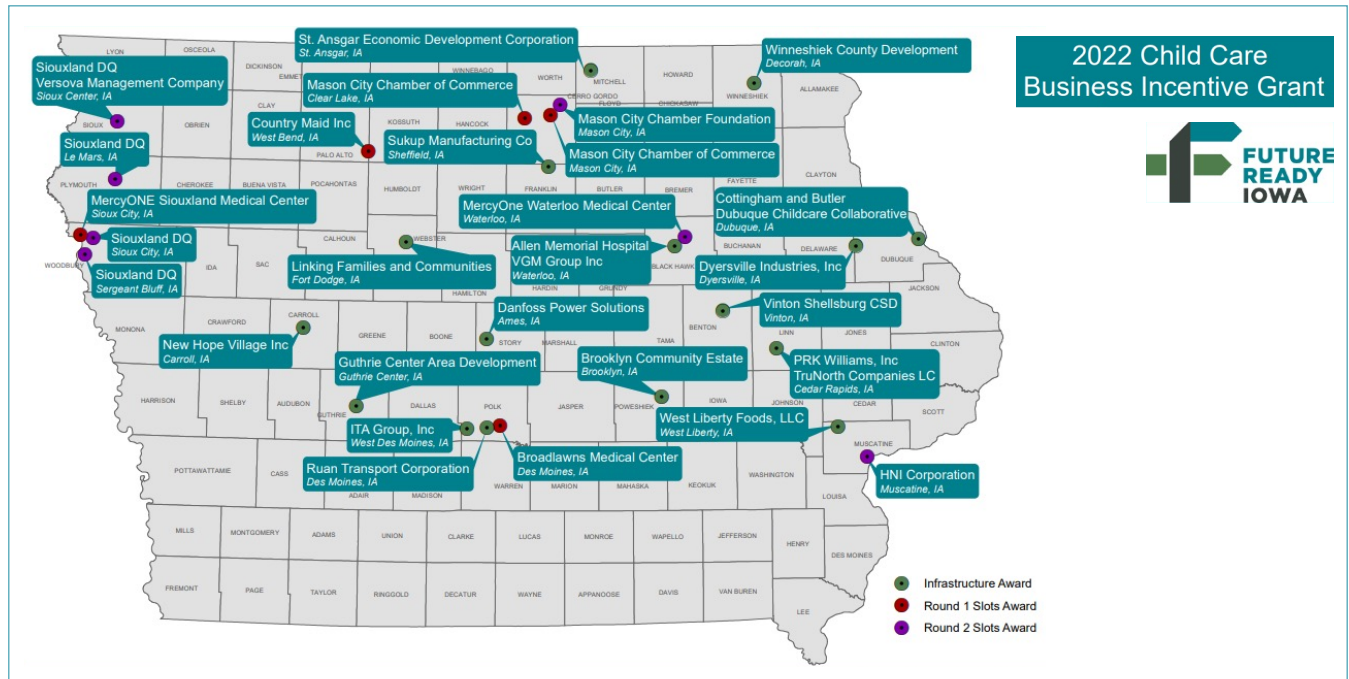 2022 Child Care
Business Incentive Grant
FUTURE
READY
IOWA
St. Ansgar Economic Development Corporation
St. Ansgar, IA
Winneshiek County Development
Decorah, IA
Siouxland DQ
Versova Management Company
Sioux Center, IA
Mason City Chamber of Commerce
Clear Lake, IA
Country Maid Inc
West Bend, IA
Mason City Chamber Foundation
Mason City, IA
Siouxland DQ
Le Mars, IA
Sukup Manufacturing Co
Sheffield, IA
Mason City Chamber of Commerce
Mason City, IA
MercyONE Siouxland Medical Center
Sioux City, IA
MercyOne Waterloo Medical Center
Waterloo, IA
Cottingham and Butler
Dubuque Childcare Collaborative
Dubuque, IA
Siouxland DQ
Sioux City, IA
Allen Memorial Hospital
VGM Group Inc
Waterloo, IA
Siouxland DQ
Sergeant Bluff, IA
Linking Families and Communities
Fort Dodge, IA
Dyersville Industries, Inc
Dyersville, IA
Danfoss Power Solutions
Ames, IA
Vinton Shellsburg CSD
Vinton, IA
New Hope Village Inc
Carroll, IA
Guthrie Center Area Development
Guthrie Center, IA
Brooklyn Community Estate
Brooklyn, IA
PRK Williams, Inc
TruNorth Companies LC
Cedar Rapids, IA
ITA Group, Inc
West Des Moines, IA
West Liberty Foods, LLC
West Liberty, IA
Ruan Transport Corporation
Des Moines, IA
Broadlawns Medical Center
Des Moines, IA
HNI Corporation
Muscatine, IA
LYON
OSCEOLA
DICKINSON
EMMET
WINNEBAGO
WORTH
MITCHELL
HOWARD
WINNESHIEK
ALLAMAKEE
SIOUX
OBRIEN
CLAY
PALO ALTO
KOSSUTH
HANCOCK
CERRO GORDO
FLOYD
CHICKASAW
PLYMOUTH
CHEROKEE
BUENA VISTA
POCAHONTAS
HUMBOLDT
WRIGHT
FRANKLIN
BUTLER
BREMER
FAYETTE
CLAYTON
WOODBURY
IDA
SAC
CALHOUN
WEBSTER
HAMILTON
HARDIN
GRUNDY
BLACK HAWK
BUCHANAN
DELAWARE
DUBUQUE
JACKSON
MONONA
CRAWFORD
CARROLL
GREENE
BOONE
STORY
MARSHALL
TAMA
BENTON
LINN
JONES
CLINTON
HARRISON
SHELBY
AUDUBON
GUTHRIE
DALLAS
POLK
JASPER
POWESHIEK
IOWA
JOHNSON
CEDAR
SCOTT
MUSCATINE
POTTAWATTAMIE
CASS
ADAIR
MADISON
WARREN
MARION
MAHASKA
KEOKUK
WASHINGTON
LOUISA
MILLS
MONTGOMERY
ADAMS
UNION
CLARKE
LUCAS
MONROE
WAPELLO
JEFFERSON
HENRY
DES MOINES
FREMONT
PAGE
TAYLOR
RINGGOLD
DECATUR
WAYNE
APPANOOSE
DAVIS
VAN BUREN
LEE
Infrastructure Award
Round 1 Slots Award
Round 2 Slots Award